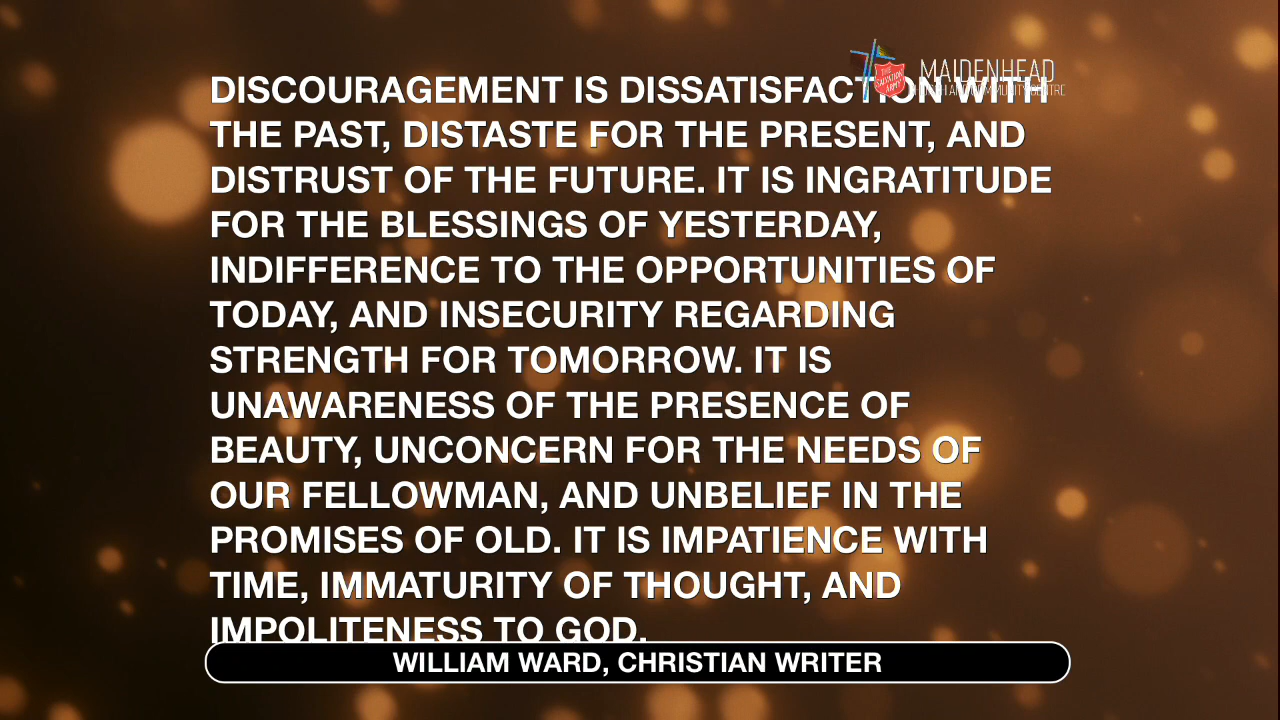 MAIDENHEAD
THE
SALVATION
ARMY
DISCOURAGEMENT IS DISSATISFACTION WITH
THE PAST, DISTASTE FOR THE PRESENT, AND
DISTRUST OF THE FUTURE. IT IS INGRATITUDE
FOR THE BLESSINGS OF YESTERDAY,
INDIFFERENCE TO THE OPPORTUNITIES OF
TODAY, AND INSECURITY REGARDING
STRENGTH FOR TOMORROW. IT IS
UNAWARENESS OF THE PRESENCE OF
BEAUTY, UNCONCERN FOR THE NEEDS OF
OUR FELLOWMAN, AND UNBELIEF IN THE
PROMISES OF OLD. IT IS IMPATIENCE WITH
TIME, IMMATURITY OF THOUGHT, AND
IMPOLITENESS TO GOD.
WILLIAM WARD, CHRISTIAN WRITER